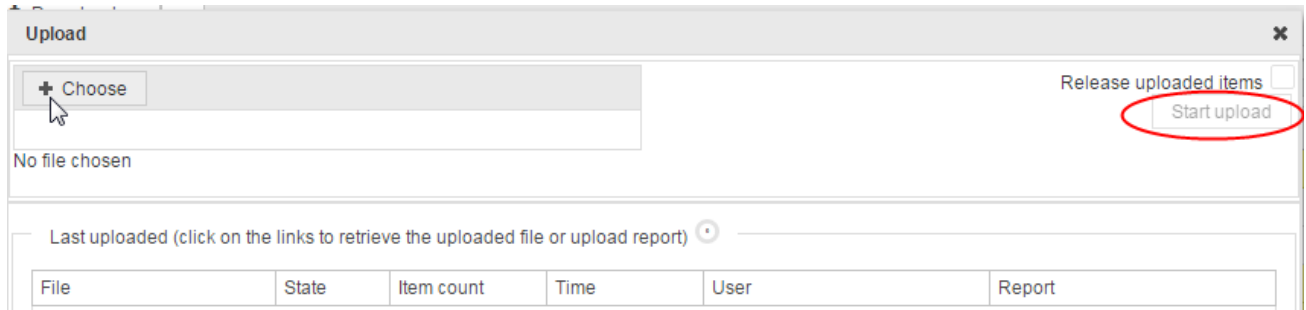 Upload
Choose
Release uploaded items
Start upload
No file chosen
Last uploaded (click on the links to retrieve the uploaded file or upload report)
File State Item count Time User Report